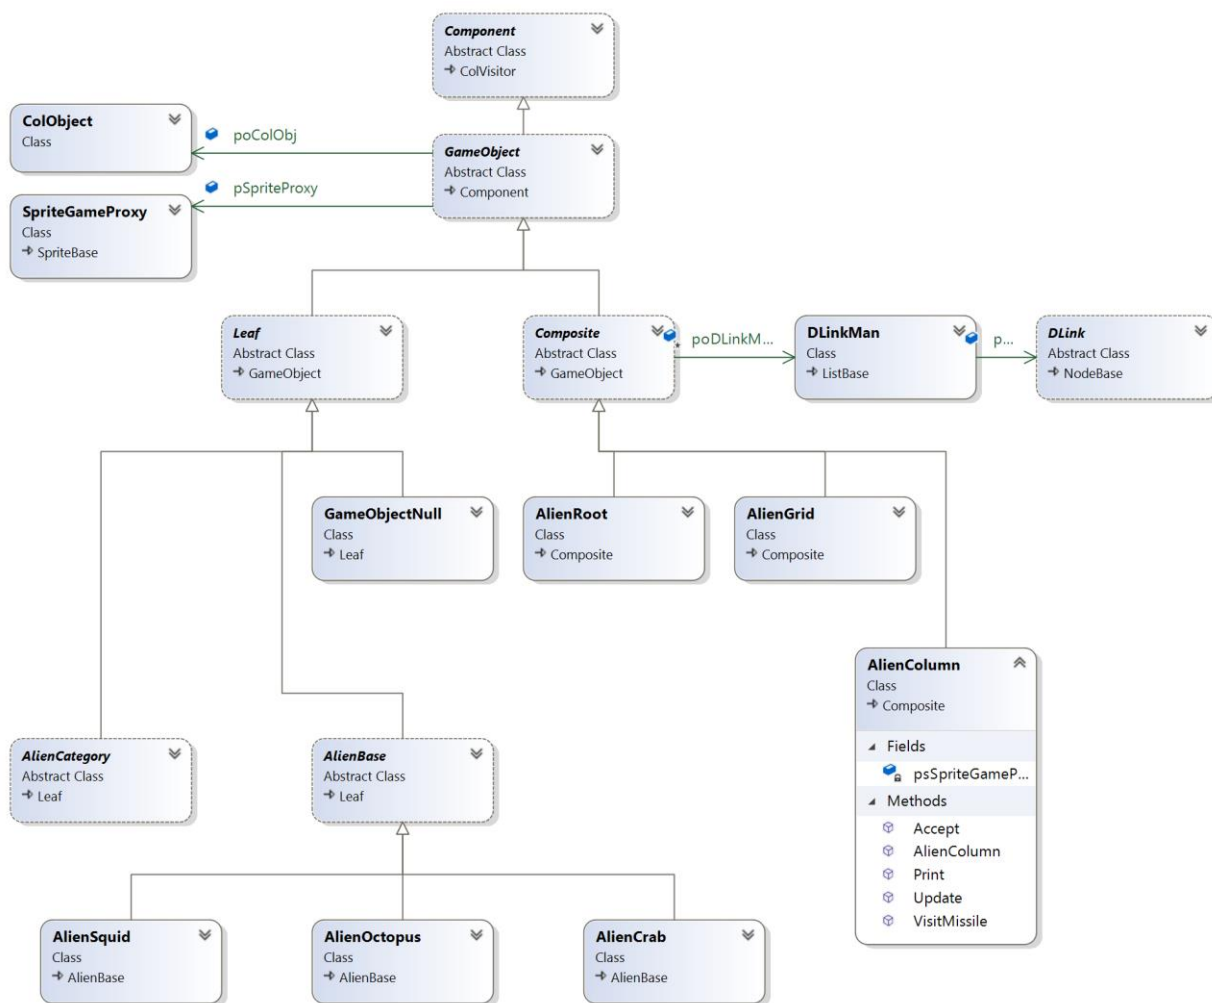 Component
Abstract Class
ColVisitor
ColObject
Class
poColObj
GameObject
Abstract Class
Component
pSpriteProxy
SpriteGameProxy
Class
SpriteBase
Leaf
Abstract Class
GameObject
Composite
Abstract Class
GameObject
poDLinkM...
DLinkMan
Class
ListBase
p...
DLink
Abstract Class
NodeBase
GameObjectNull
Class
Leaf
AlienRoot
Class
Composite
AlienGrid
Class
Composite
AlienColumn
Class
Composite
Fields
psSpriteGameP...
Methods
Accept
AlienColumn
Print
Update
VisitMissile
AlienCategory
Abstract Class
Leaf
AlienBase
Abstract Class
Leaf
AlienSquid
Class
AlienBase
AlienOctopus
Class
AlienBase
AlienCrab
Class
AlienBase